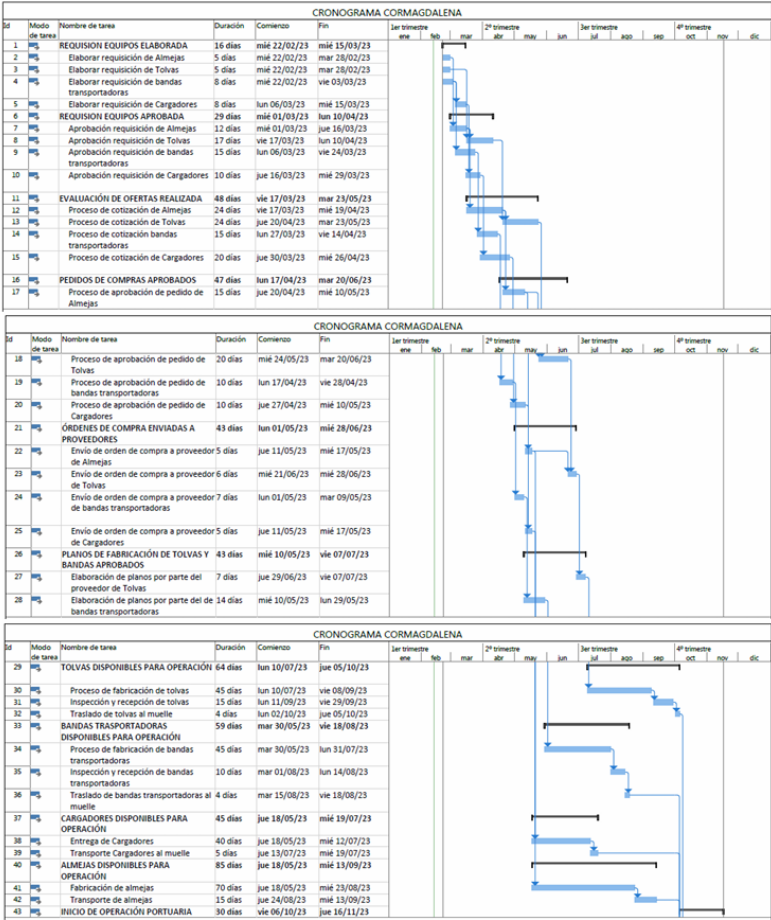 CRONOGRAMA CORMAGDALENA
Id Modo de tarea Nombre de tarea Duración Comienzo Fin 1er trimestre 2º trimestre 3er trimestre 4º trimestre
ene feb mar abr may jun jul ago sep oct nov dic
1 REQUISION EQUIPOS ELABORADA 16 días mié 22/02/23 mié 15/03/23
2 Elaborar requisición de Almejas 5 días mié 22/02/23 mar 28/02/23
3 Elaborar requisición de Tolvas 5 días mié 22/02/23 mar 28/02/23
4 Elaborar requisición de bandas 8 días mié 22/02/23 vie 03/03/23
transportadoras
5 Elaborar requisición de Cargadores 8 días lun 06/03/23 mié 15/03/23
6 REQUISION EQUIPOS APROBADA 29 días mié 01/03/23 lun 10/04/23
7 Aprobación requisición de Almejas 12 días mié 01/03/23 jue 16/03/23
8 Aprobación requisición de Tolvas 17 días vie 17/03/23 lun 10/04/23
9 Aprobación requisición de bandas 15 días lun 06/03/23 vie 24/03/23
transportadoras
10 Aprobación requisición de Cargadores 10 días jue 16/03/23 mié 29/03/23
11 EVALUACIÓN DE OFERTAS REALIZADA 48 días vie 17/03/23 mar 23/05/23
12 Proceso de cotización de Almejas 24 días vie 17/03/23 mié 19/04/23
13 Proceso de cotización de Tolvas 24 días jue 20/04/23 mar 23/05/23
14 Proceso de cotización bandas 15 días lun 27/03/23 vie 14/04/23
transportadoras
15 Proceso de cotización de Cargadores 20 días jue 30/03/23 mié 26/04/23
16 PEDIDOS DE COMPRAS APROBADOS 47 días lun 17/04/23 mar 20/06/23
17 Proceso de aprobación de pedido de 15 días jue 20/04/23 mié 10/05/23
Almejas
CRONOGRAMA CORMAGDALENA
Id Modo de tarea Nombre de tarea Duración Comienzo Fin 1er trimestre 2º trimestre 3er trimestre 4º trimestre
ene feb mar abr may jun jul ago sep oct nov dic
18 Proceso de aprobación de pedido de 20 días mié 24/05/23 mar 20/06/23
Tolvas
19 Proceso de aprobación de pedido de 10 días lun 17/04/23 vie 28/04/23
bandas transportadoras
20 Proceso de aprobación de pedido de 10 días jue 27/04/23 mié 10/05/23
Cargadores
21 ÓRDENES DE COMPRA ENVIADAS A 43 días lun 01/05/23 mié 28/06/23
PROVEEDORES
22 Envío de orden de compra a proveedor 5 días jue 11/05/23 mié 17/05/23
de Almejas
23 Envío de orden de compra a proveedor 6 días mié 21/06/23 mié 28/06/23
de Tolvas
24 Envío de orden de compra a proveedor 7 días lun 01/05/23 mar 09/05/23
de bandas transportadoras
25 Envío de orden de compra a proveedor 5 días jue 11/05/23 mié 17/05/23
de Cargadores
26 PLANOS DE FABRICACIÓN DE TOLVAS Y 43 días mié 10/05/23 vie 07/07/23
BANDAS APROBADOS
27 Elaboración de planos por parte del 7 días jue 29/06/23 vie 07/07/23
proveedor de Tolvas
28 Elaboración de planos por parte del de 14 días mié 10/05/23 lun 29/05/23
bandas transportadoras
CRONOGRAMA CORMAGDALENA
Id Modo de tarea Nombre de tarea Duración Comienzo Fin 1er trimestre 2º trimestre 3er trimestre 4º trimestre
ene feb mar abr may jun jul ago sep oct nov dic
29 TOLVAS DISPONIBLES PARA OPERACIÓN 64 días lun 10/07/23 jue 05/10/23
30 Proceso de fabricación de tolvas 45 días lun 10/07/23 vie 08/09/23
31 Inspección y recepción de tolvas 15 días lun 11/09/23 vie 29/09/23
32 Traslado de tolvas al muelle 4 días lun 02/10/23 jue 05/10/23
33 BANDAS TRASPORTADORAS 59 días mar 30/05/23 vie 18/08/23
DISPONIBLES PARA OPERACIÓN
34 Proceso de fabricación de bandas 45 días mar 30/05/23 lun 31/07/23
transportadoras
35 Inspección y recepción de bandas 10 días mar 01/08/23 lun 14/08/23
transportadoras
36 Traslado de bandas transportadoras al 4 días mar 15/08/23 vie 18/08/23
muelle
37 CARGADORES DISPONIBLES PARA 45 días jue 18/05/23 mié 19/07/23
OPERACIÓN
38 Entrega de Cargadores 40 días jue 18/05/23 mié 12/07/23
39 Transporte Cargadores al muelle 5 días jue 13/07/23 mié 19/07/23
40 ALMEJAS DISPONIBLES PARA 85 días jue 18/05/23 mié 13/09/23
OPERACIÓN
41 Fabricación de almejas 70 días jue 18/05/23 mié 23/08/23
42 Transporte de almejas 15 días jue 24/08/23 mié 13/09/23
43 INICIO DE OPERACIÓN PORTUARIA 30 días vie 06/10/23 jue 16/11/23